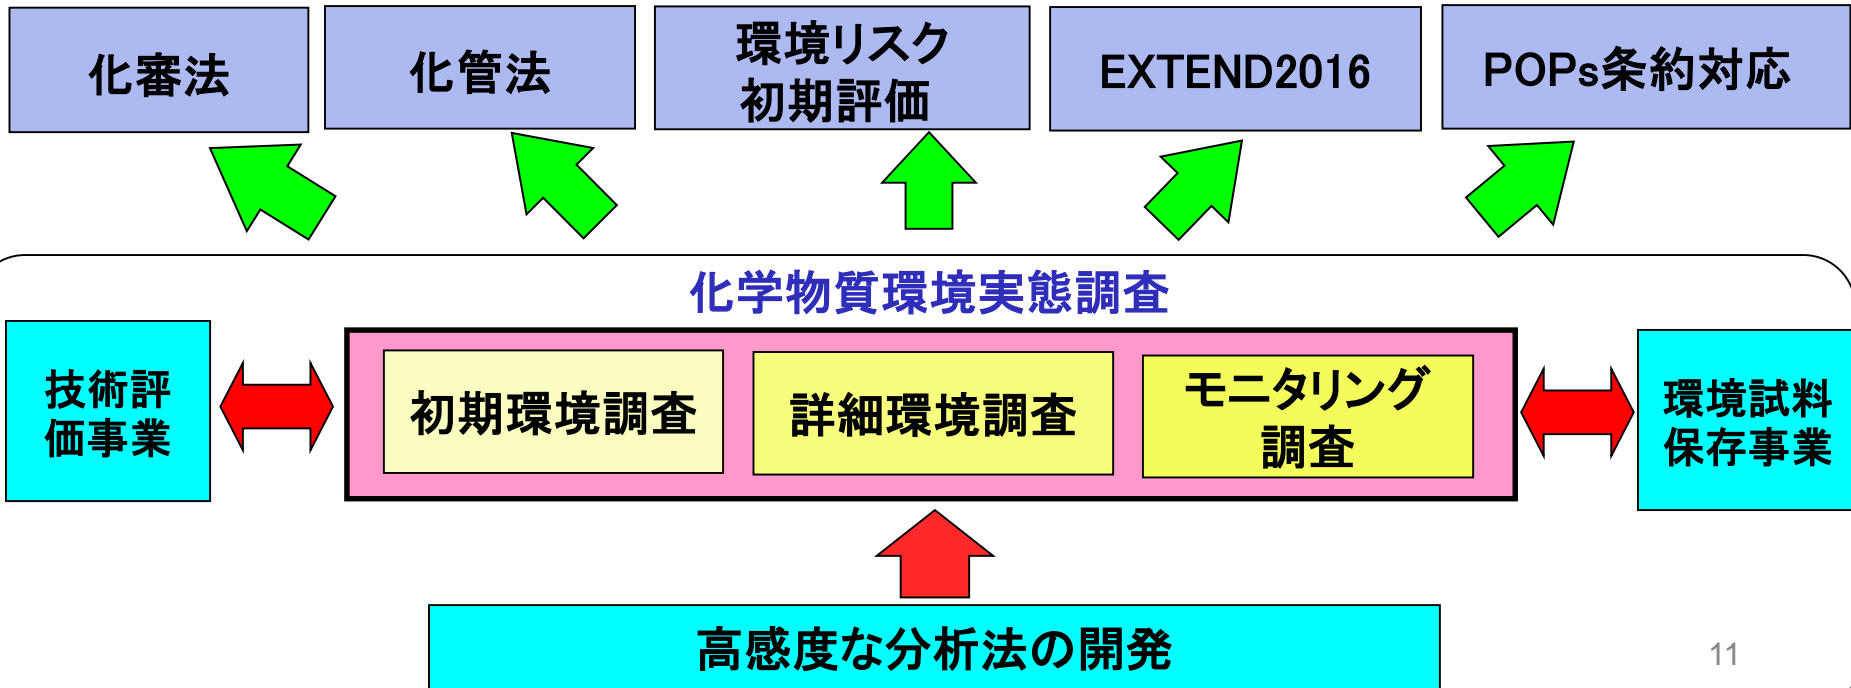 化審法
化管法
環境リスク
初期評価
EXTEND2016
POPs条約対応
化学物質環境実態調査
技術評
価事業
初期環境調査
詳細環境調査
モニタリング
調査
環境試料
保存事業
高感度な分析法の開発
11